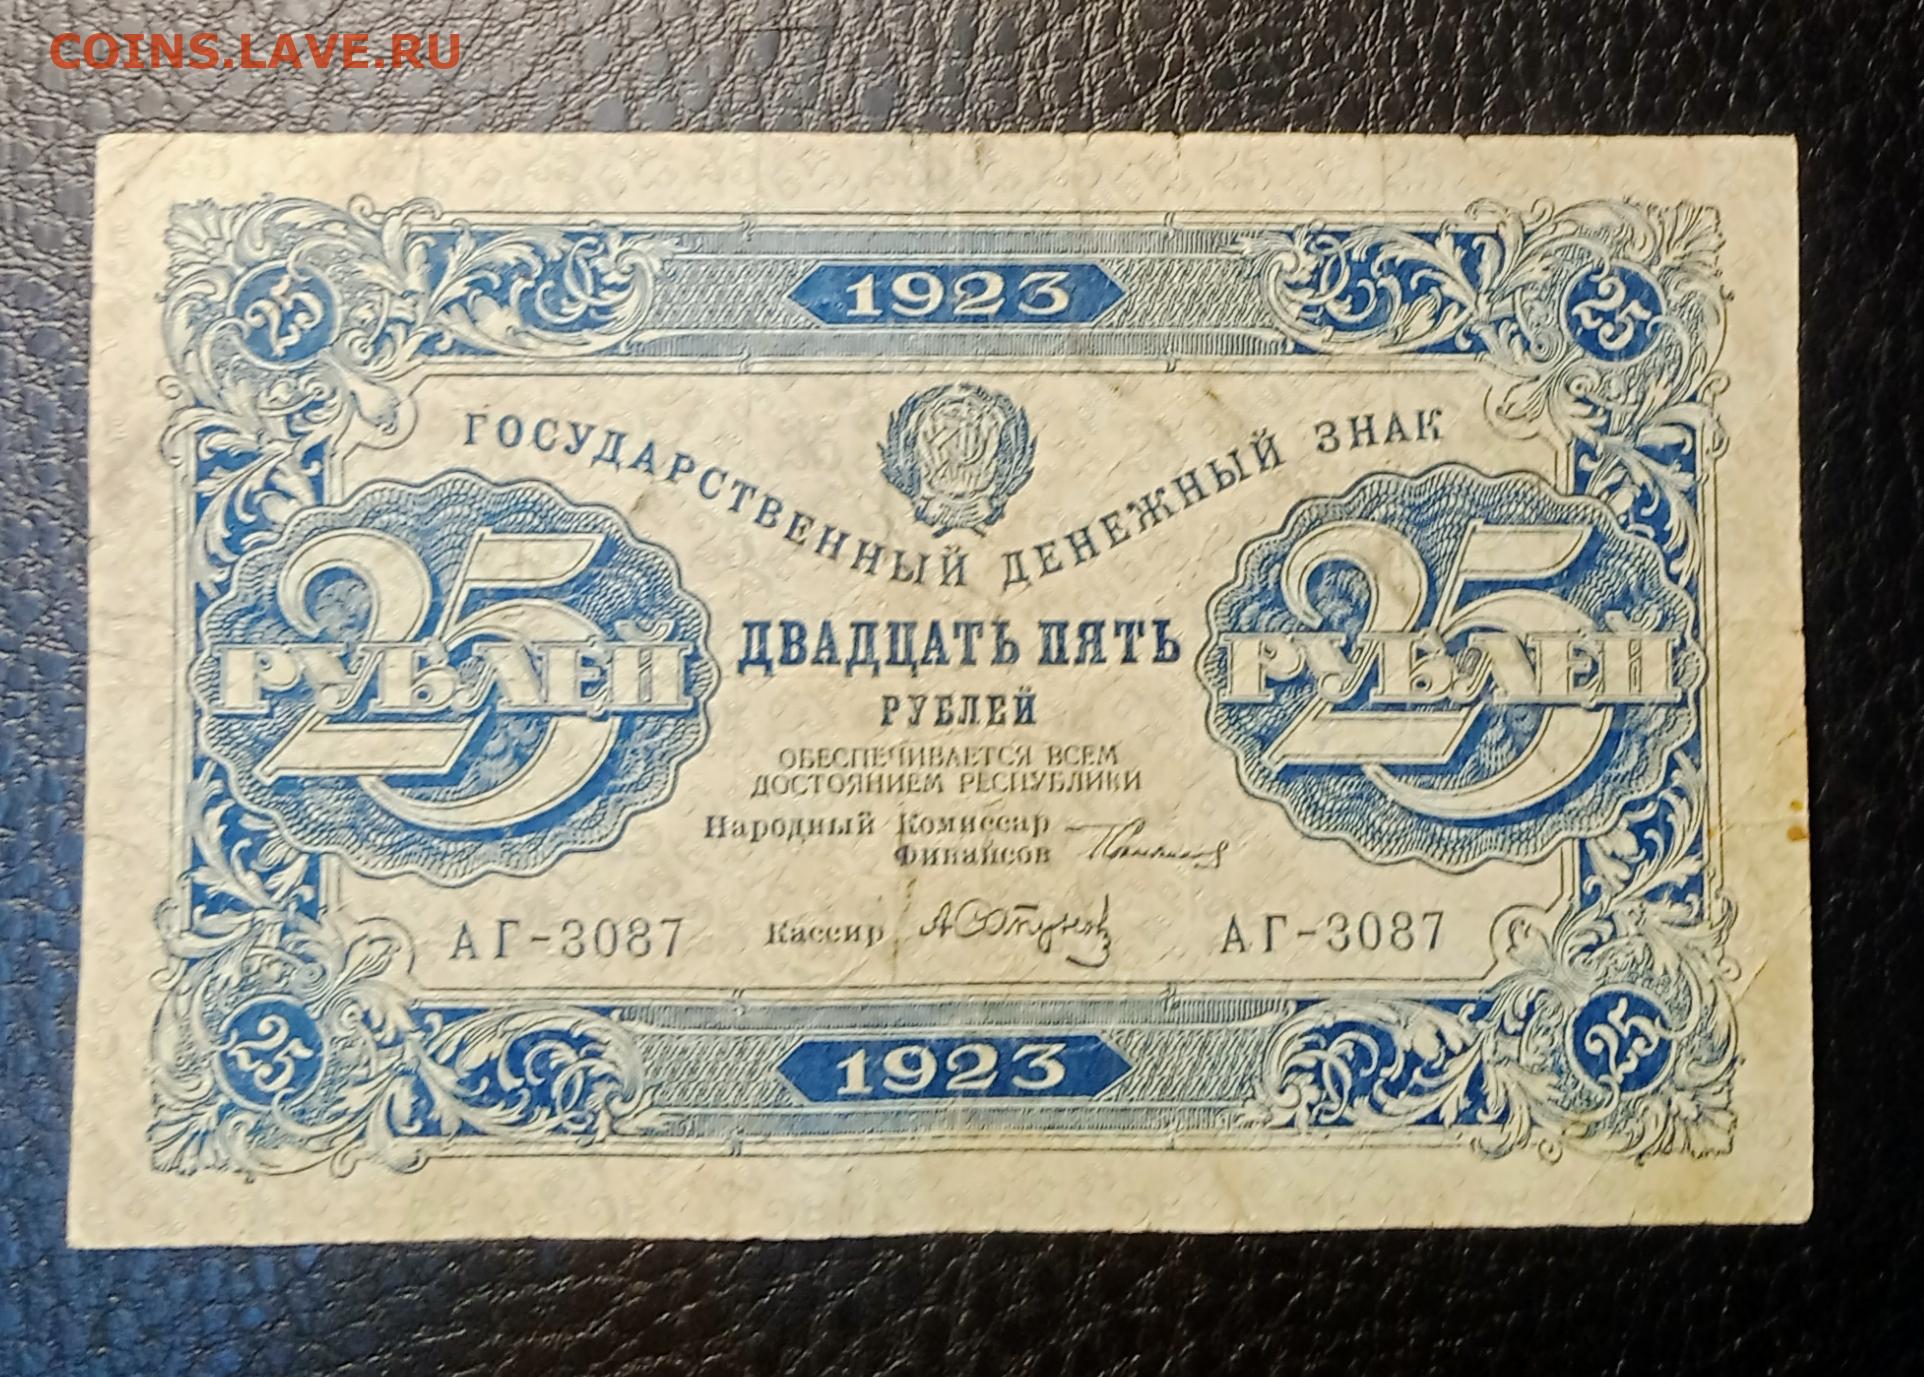 COINS.LAVE.RU
1923
25 25
ГОСУДАРСТВЕННЫЙ ДЕНЕЖНЫЙ ЗНАК
25 РУБЛЕЙ
ДВАДЦАТЬ ПЯТЬ
РУБЛЕЙ
25 РУБЛЕЙ
ОБЕСПЕЧИВАЕТСЯ ВСЕМ
ДОСТОЯНИЕМ РЕСПУБЛИКИ
Народный Комиссар
Финансов
АГ-3087 Кассир АГ-3087
25 25
1923